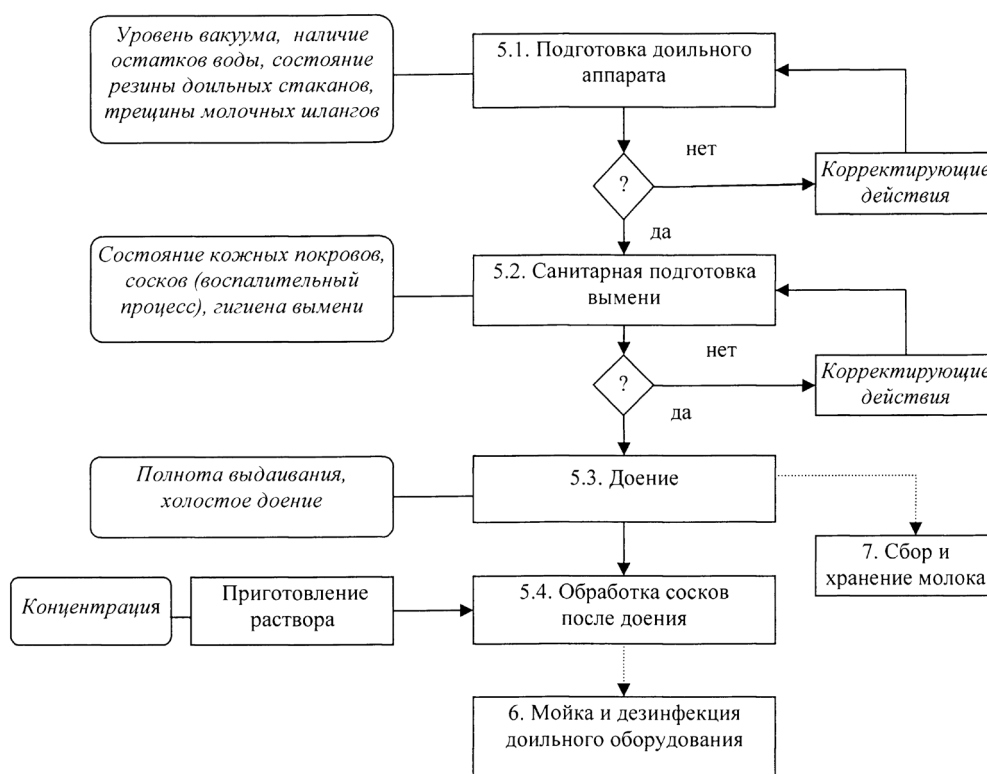 Уровень вакуума, наличие
остатков воды, состояние
резины доильных стаканов,
трещины молочных шлангов
5.1. Подготовка доильного
аппарата
нет
?
Корректирующие
действия
да
Состояние кожных покровов,
сосков (воспалительный
процесс), гигиена вымени
5.2. Санитарная подготовка
вымени
нет
?
Корректирующие
действия
да
Полнота выдаивания,
холостое доение
5.3. Доение
7. Сбор и
хранение молока
Концентрация
Приготовление
раствора
5.4. Обработка сосков
после доения
6. Мойка и дезинфекция
доильного оборудования